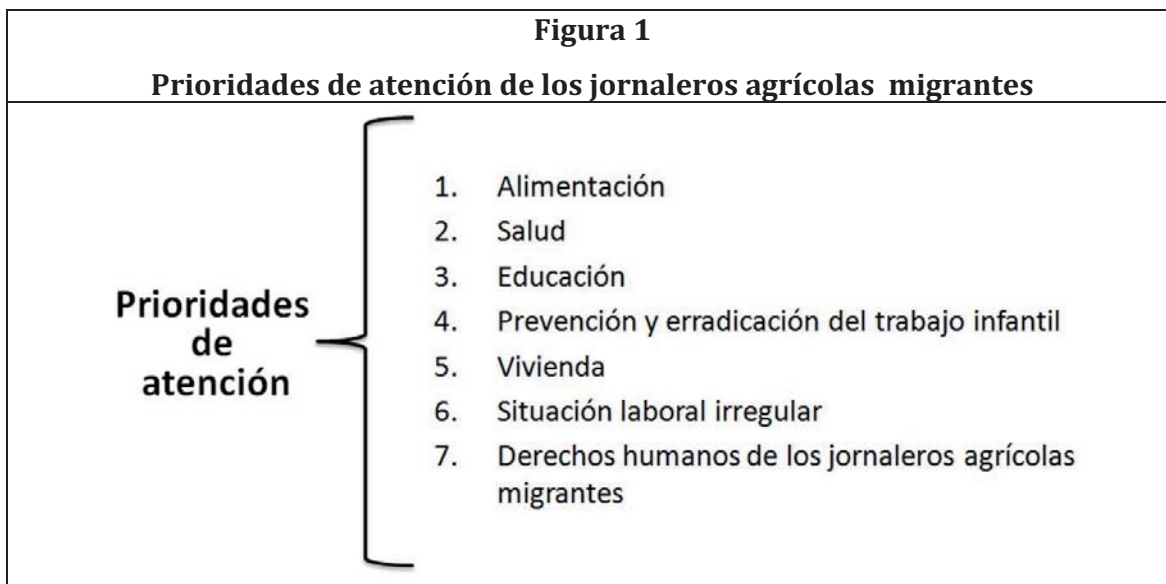 Figura 1
Prioridades de atención de los jornaleros agrícolas migrantes
Prioridades
de
atención
1. Alimentación
2. Salud
3. Educación
4. Prevención y erradicación del trabajo infantil
5. Vivienda
6. Situación laboral irregular
7. Derechos humanos de los jornaleros agrícolas
migrantes